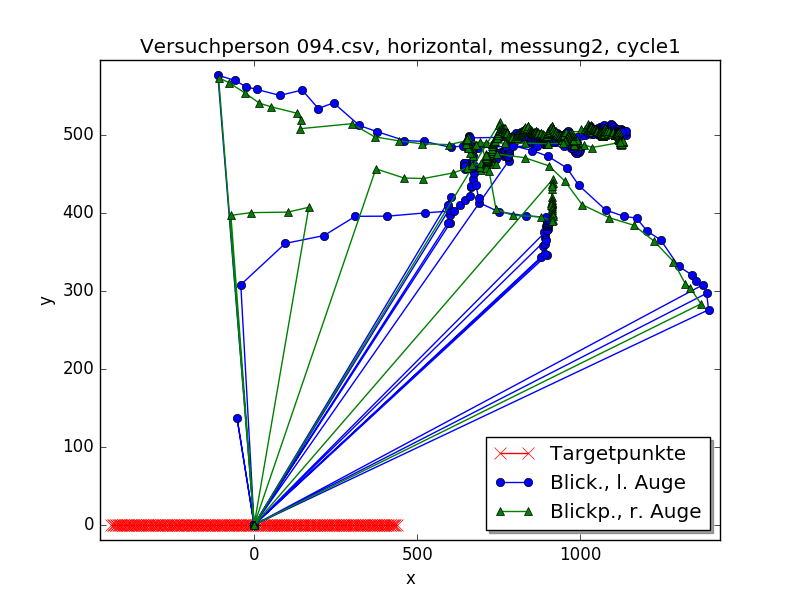 Versuchperson 094.csv, horizontal, messung2, cycle1
500
400
300
200
100
0
y
0
500
1000
x
Targetpunkte
Blick., l. Auge
Blickp., r. Auge